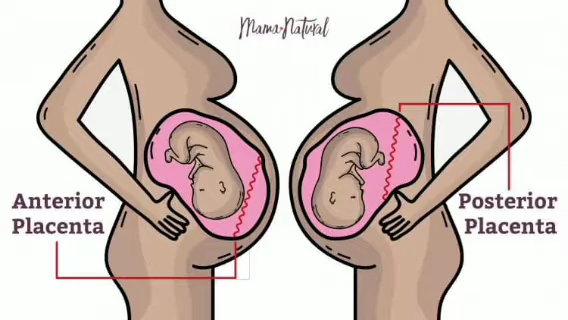 Mama Natural
Anterior
Placenta
Posterior
Placenta